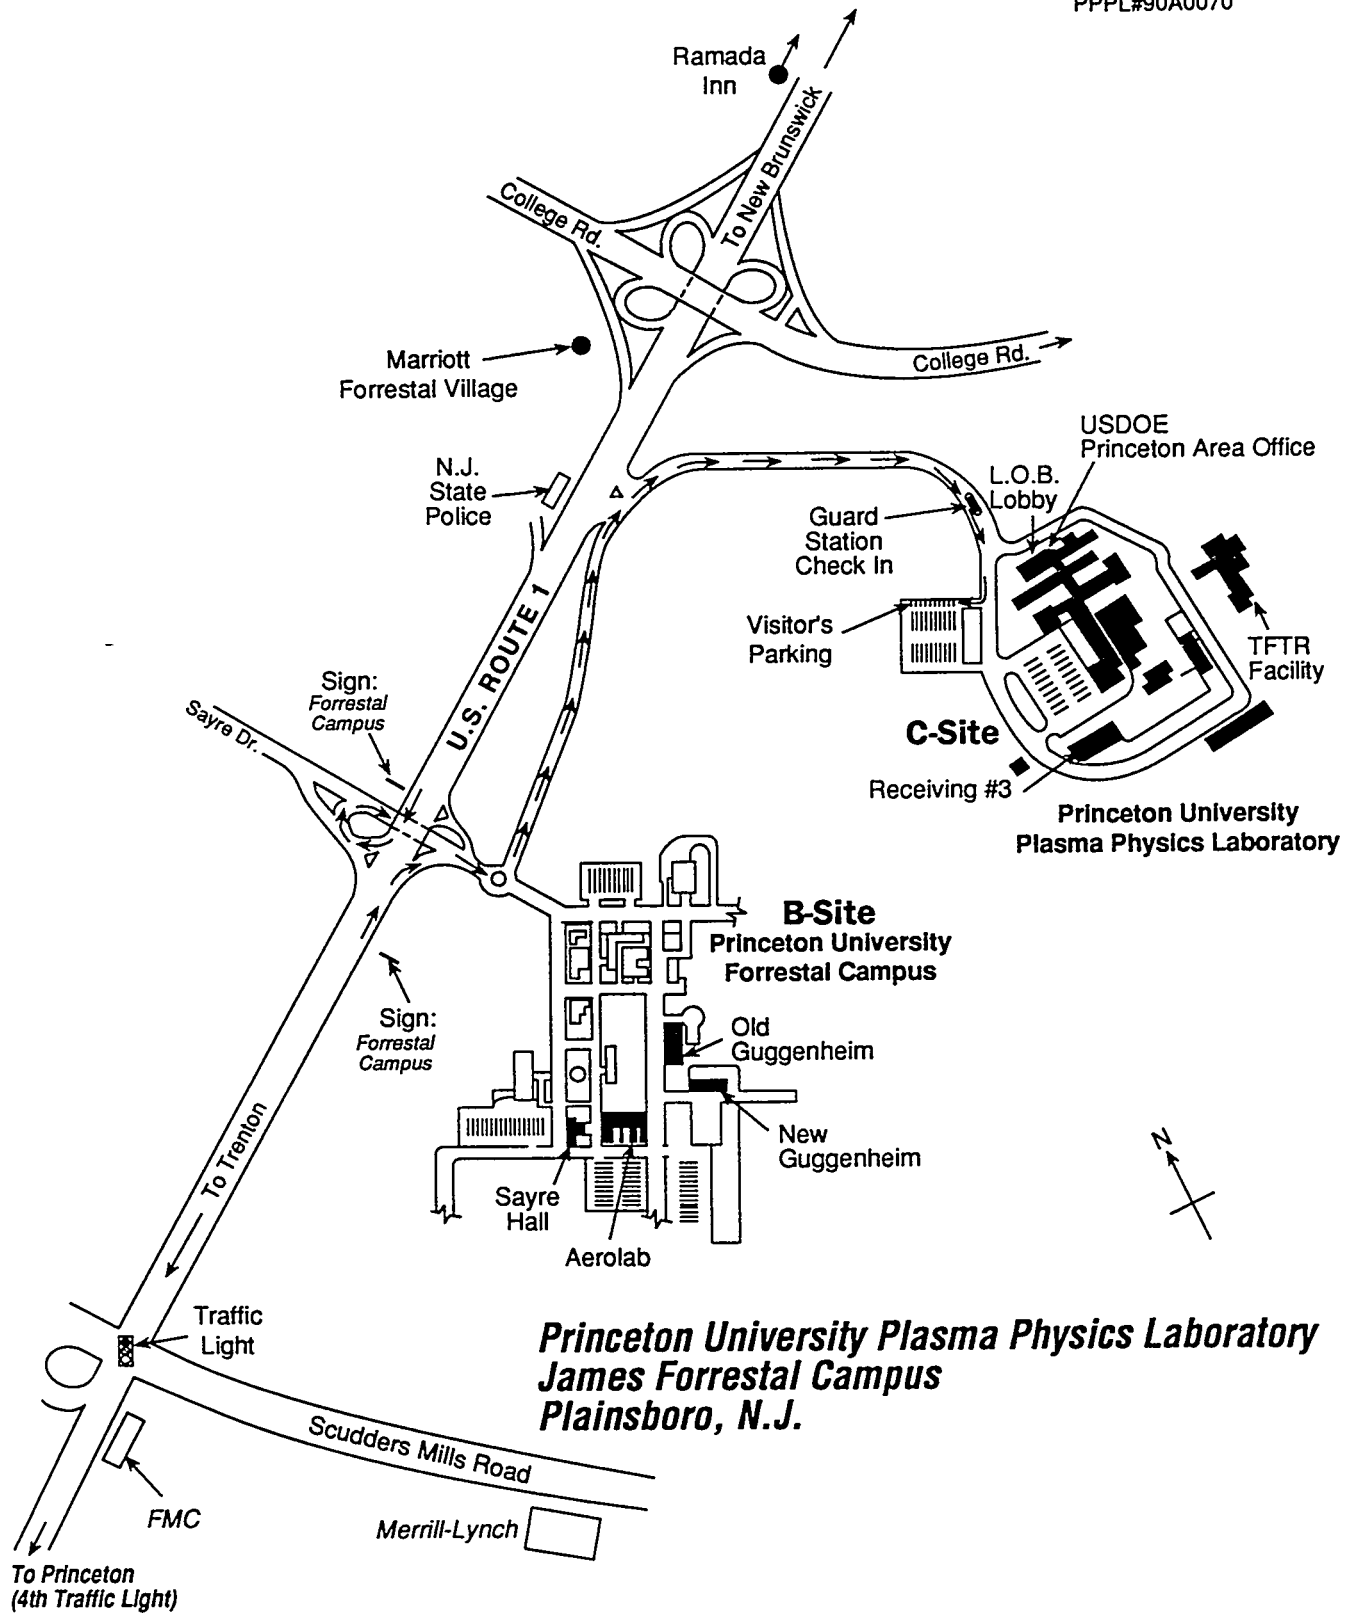 PPPL#90A0070
Ramada
Inn
To New Brunswick
College Rd.
Marriott
Forrestal Village
College Rd.
USDOE
Princeton Area Office
L.O.B.
Lobby
N.J.
State
Police
Guard
Station
Check In
Visitor's
Parking
TFTR
Facility
U.S. ROUTE 1
Sign:
Forrestal
Campus
Sayre Dr.
C-Site
Receiving #3
Princeton University
Plasma Physics Laboratory
B-Site
Princeton University
Forrestal Campus
Sign:
Forrestal
Campus
Old
Guggenheim
To Trenton
New
Guggenheim
N
Sayre
Hall
Aerolab
Traffic
Light
Princeton University Plasma Physics Laboratory
James Forrestal Campus
Plainsboro, N.J.
Scudders Mills Road
FMC
Merrill-Lynch
To Princeton
(4th Traffic Light)